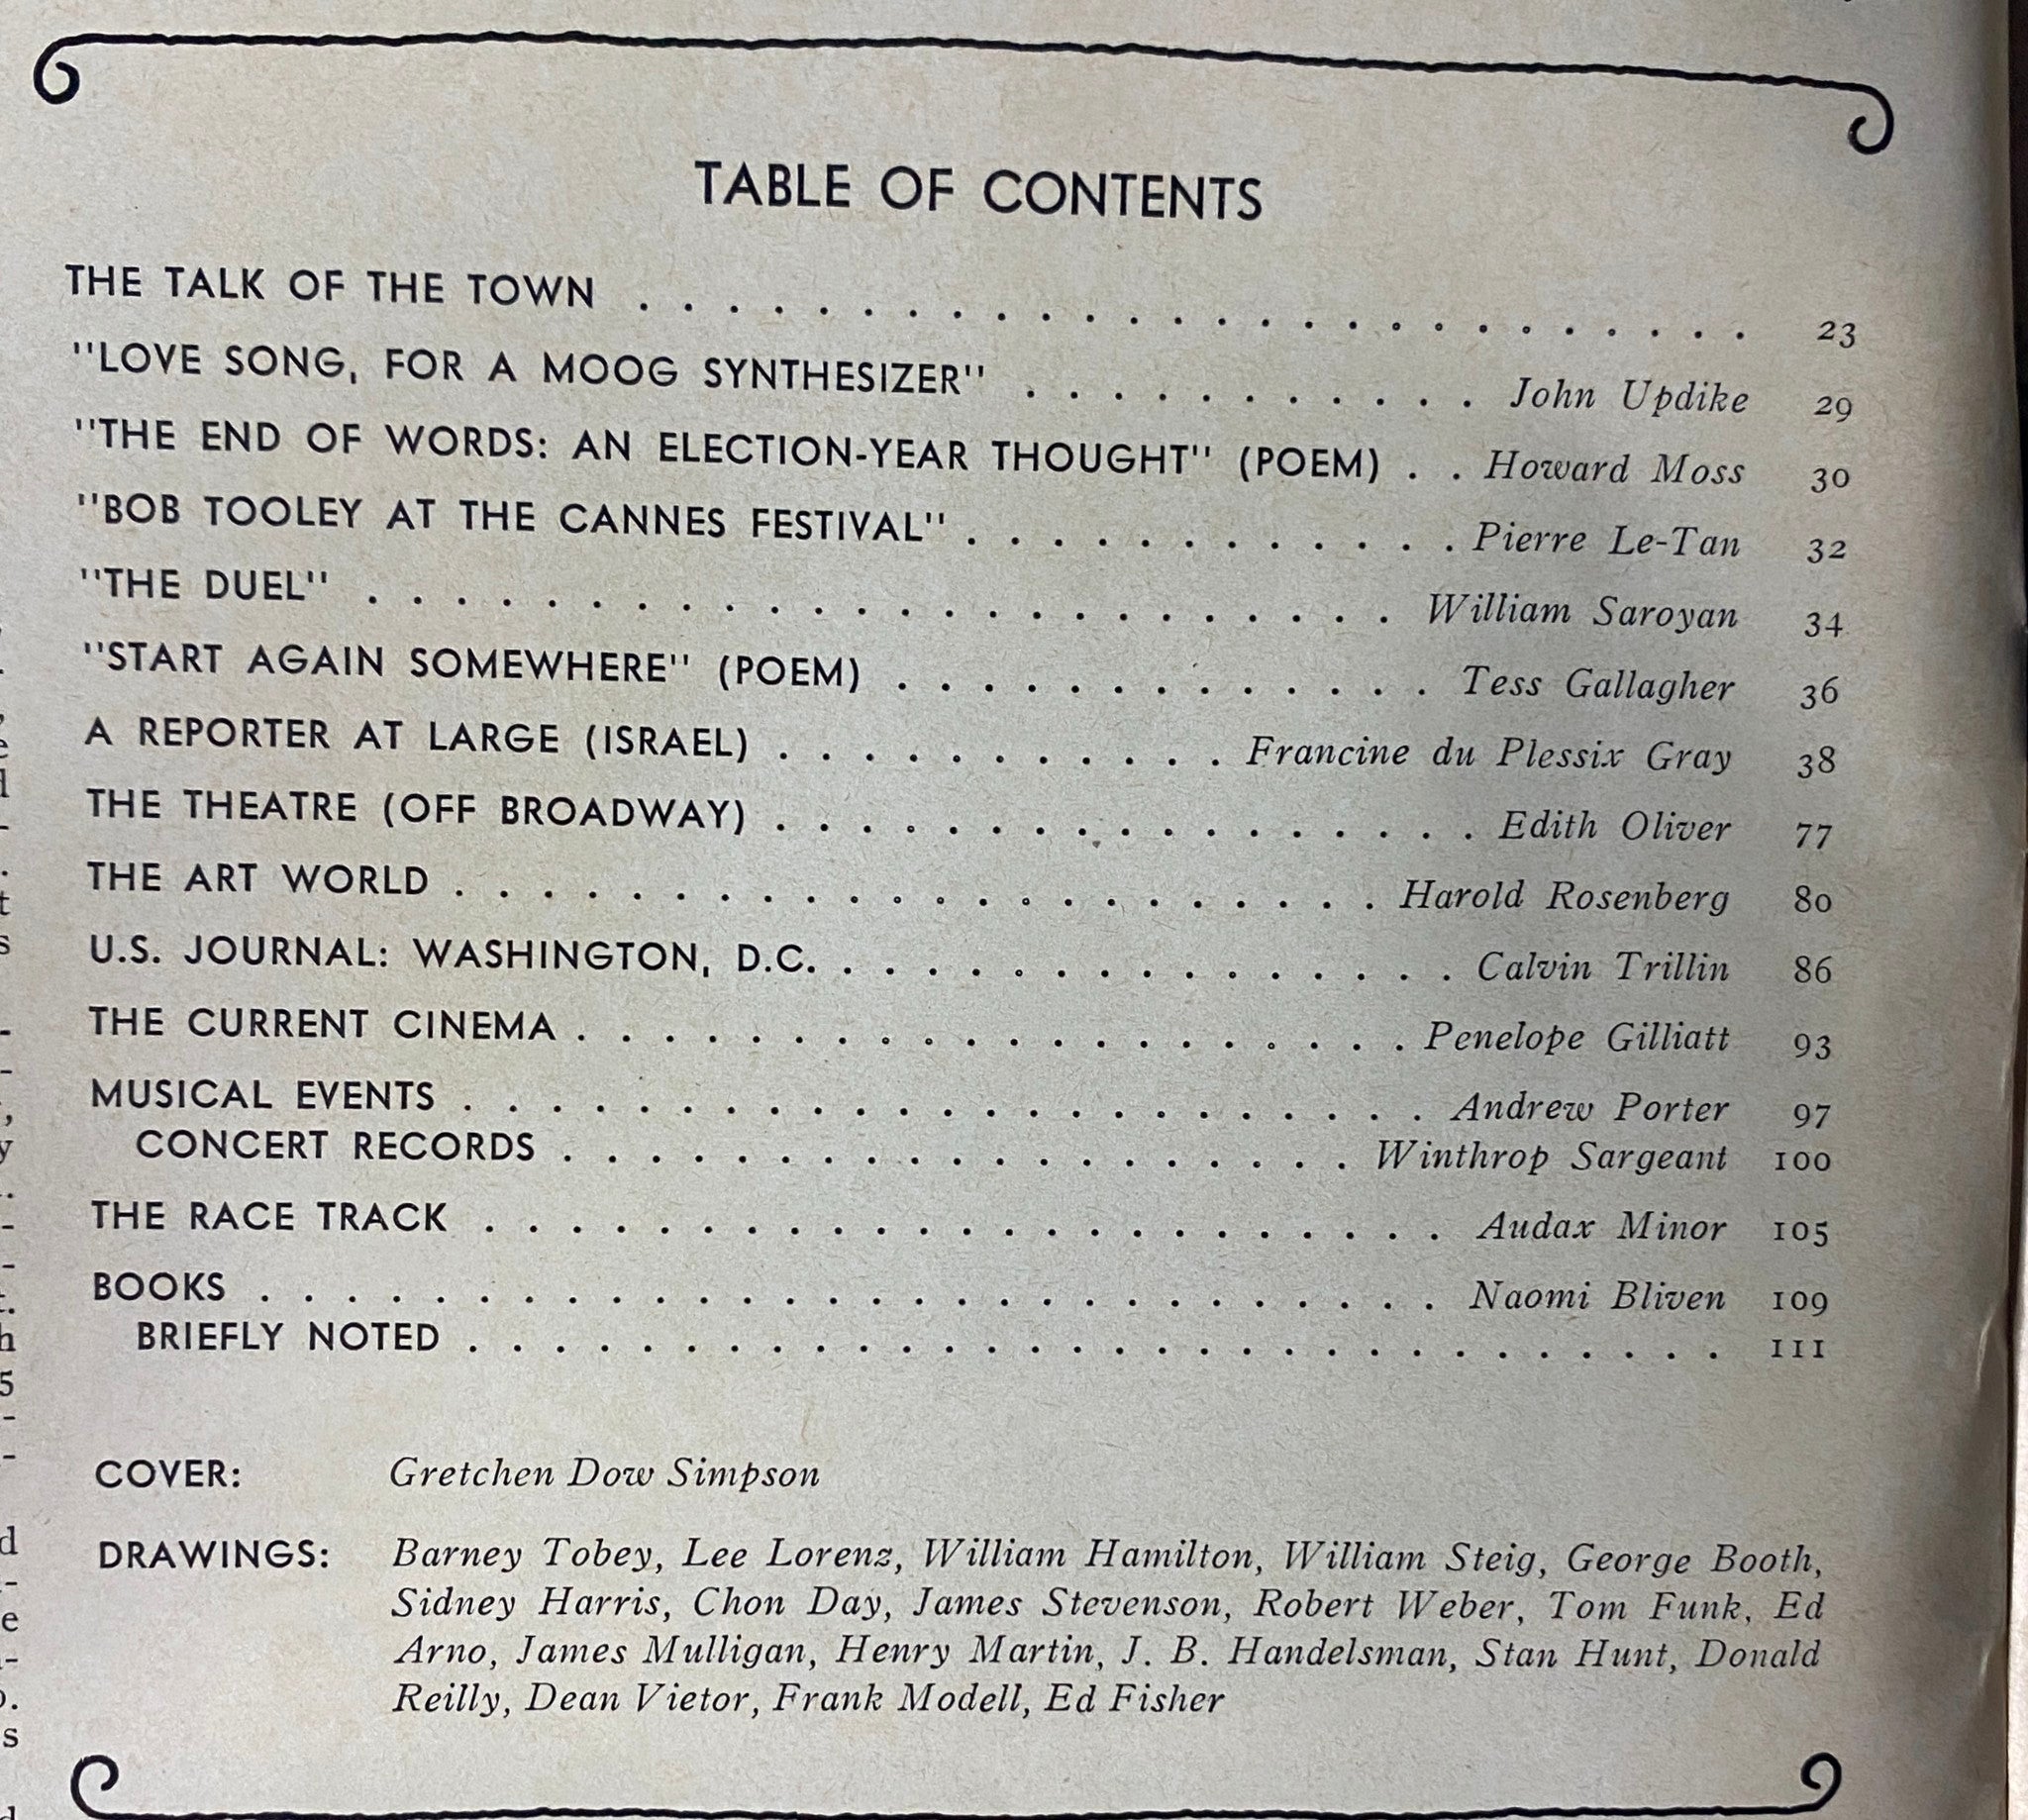 TABLE OF CONTENTS
THE TALK OF THE TOWN . . . . . . . . . . . . . . . . . . . . . . . . . 23
"LOVE SONG, FOR A MOOG SYNTHESIZER" . . . . . . . . . . . John Updike 29
"THE END OF WORDS: AN ELECTION-YEAR THOUGHT" (POEM) . . Howard Moss 30
"BOB TOOLEY AT THE CANNES FESTIVAL" . . . . . . . . . . . . Pierre Le-Tan 32
"THE DUEL" . . . . . . . . . . . . . . . . . . . . . . . . William Saroyan 34
"START AGAIN SOMEWHERE" (POEM) . . . . . . . . . . . . . Tess Gallagher 36
A REPORTER AT LARGE (ISRAEL) . . . . . . . . . . . Francine du Plessix Gray 38
THE THEATRE (OFF BROADWAY) . . . . . . . . . . . . . . . . . Edith Oliver 77
THE ART WORLD . . . . . . . . . . . . . . . . . . . . . . Harold Rosenberg 80
U.S. JOURNAL: WASHINGTON, D.C. . . . . . . . . . . . . . . . Calvin Trillin 86
THE CURRENT CINEMA . . . . . . . . . . . . . . . . . . . . Penelope Gilliatt 93
MUSICAL EVENTS . . . . . . . . . . . . . . . . . . . . . . . Andrew Porter 97
CONCERT RECORDS . . . . . . . . . . . . . . . . . . . Winthrop Sargeant 100
THE RACE TRACK . . . . . . . . . . . . . . . . . . . . . . . Audax Minor 105
BOOKS . . . . . . . . . . . . . . . . . . . . . . . . . . . . Naomi Bliven 109
BRIEFLY NOTED . . . . . . . . . . . . . . . . . . . . . . . . . . . . . . 111
COVER: Gretchen Dow Simpson
DRAWINGS: Barney Tobey, Lee Lorenz, William Hamilton, William Steig, George Booth,
Sidney Harris, Chon Day, James Stevenson, Robert Weber, Tom Funk, Ed
Arno, James Mulligan, Henry Martin, J. B. Handelsman, Stan Hunt, Donald
Reilly, Dean Vietor, Frank Modell, Ed Fisher